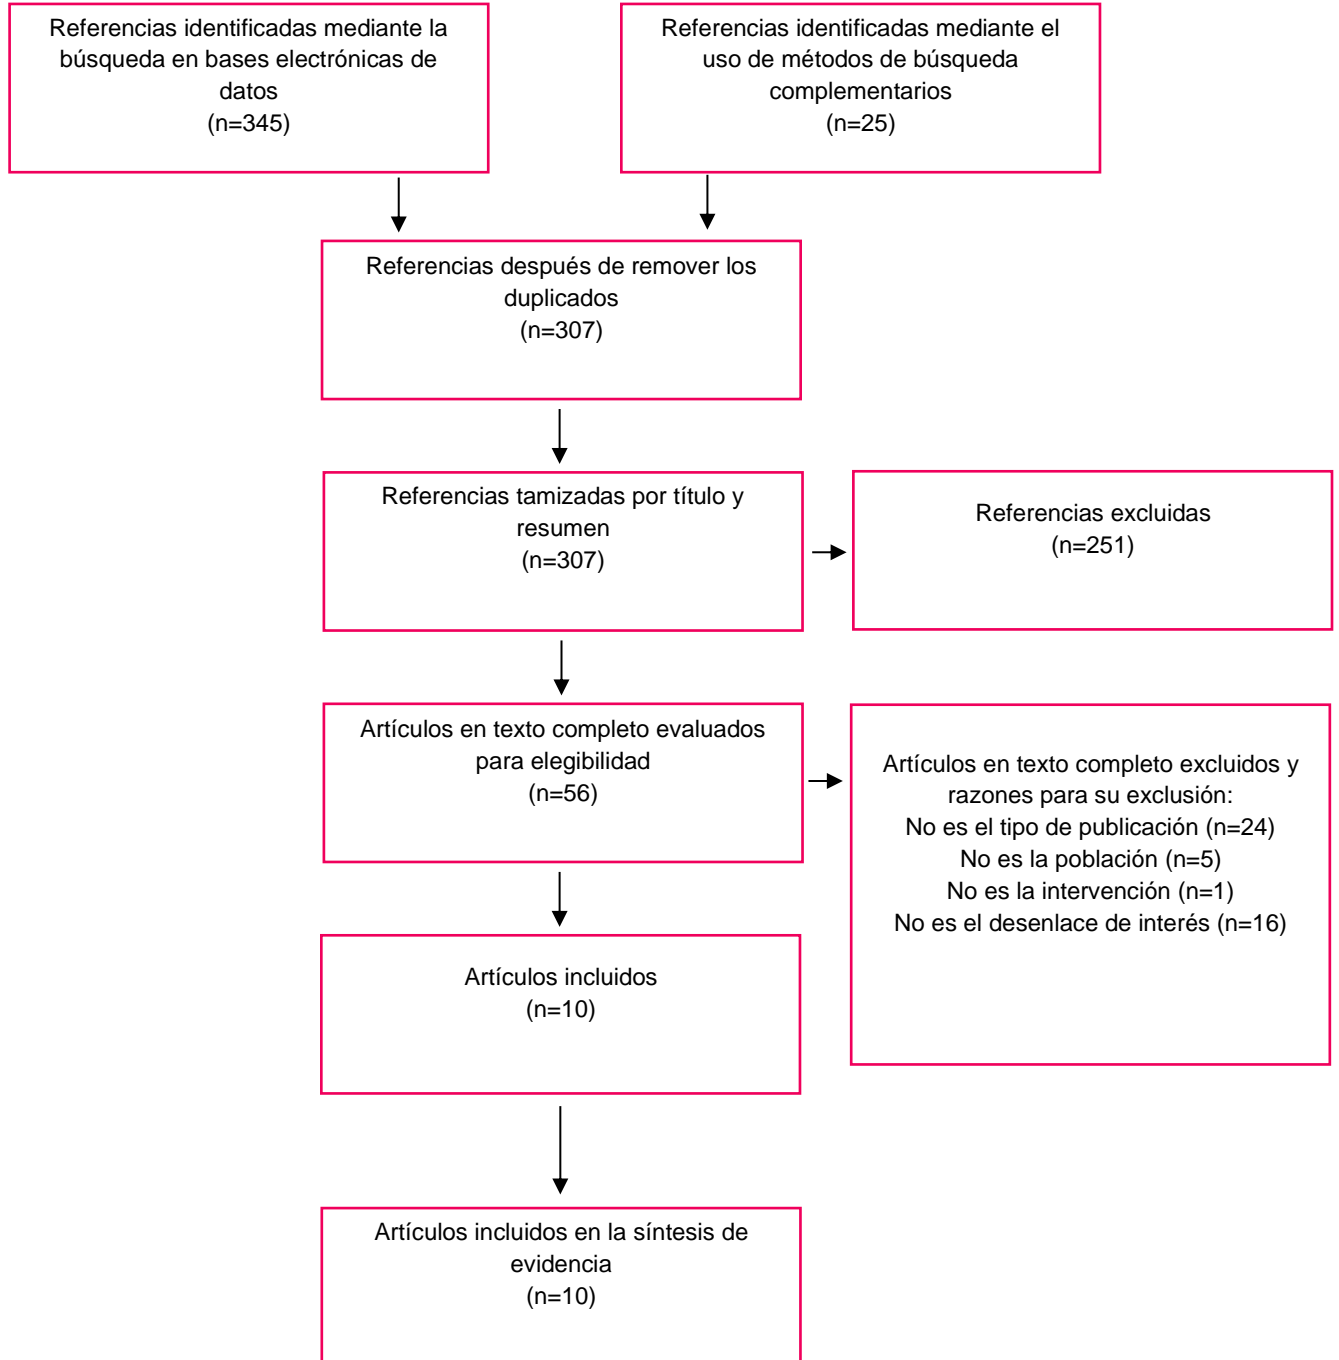 Referencias identificadas mediante la
búsqueda en bases electrónicas de
datos
(n=345)
Referencias identificadas mediante el
uso de métodos de búsqueda
complementarios
(n=25)
Referencias después de remover los
duplicados
(n=307)
Referencias tamizadas por título y
resumen
(n=307)
Referencias excluidas
(n=251)
Artículos en texto completo evaluados
para elegibilidad
(n=56)
Artículos en texto completo excluidos y
razones para su exclusión:
No es el tipo de publicación (n=24)
No es la población (n=5)
No es la intervención (n=1)
No es el desenlace de interés (n=16)
Artículos incluidos
(n=10)
Artículos incluidos en la síntesis de
evidencia
(n=10)